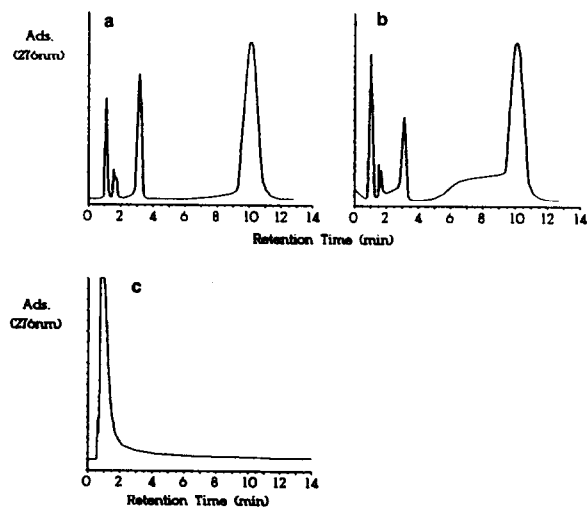 a
b
Ads.
(276nm)
0 2 4 6 8 10 12 14
0 2 4 6 8 10 12 14
Retention Time (min)
c
Ads.
(276nm)
0 2 4 6 8 10 12 14
Retention Time (min)